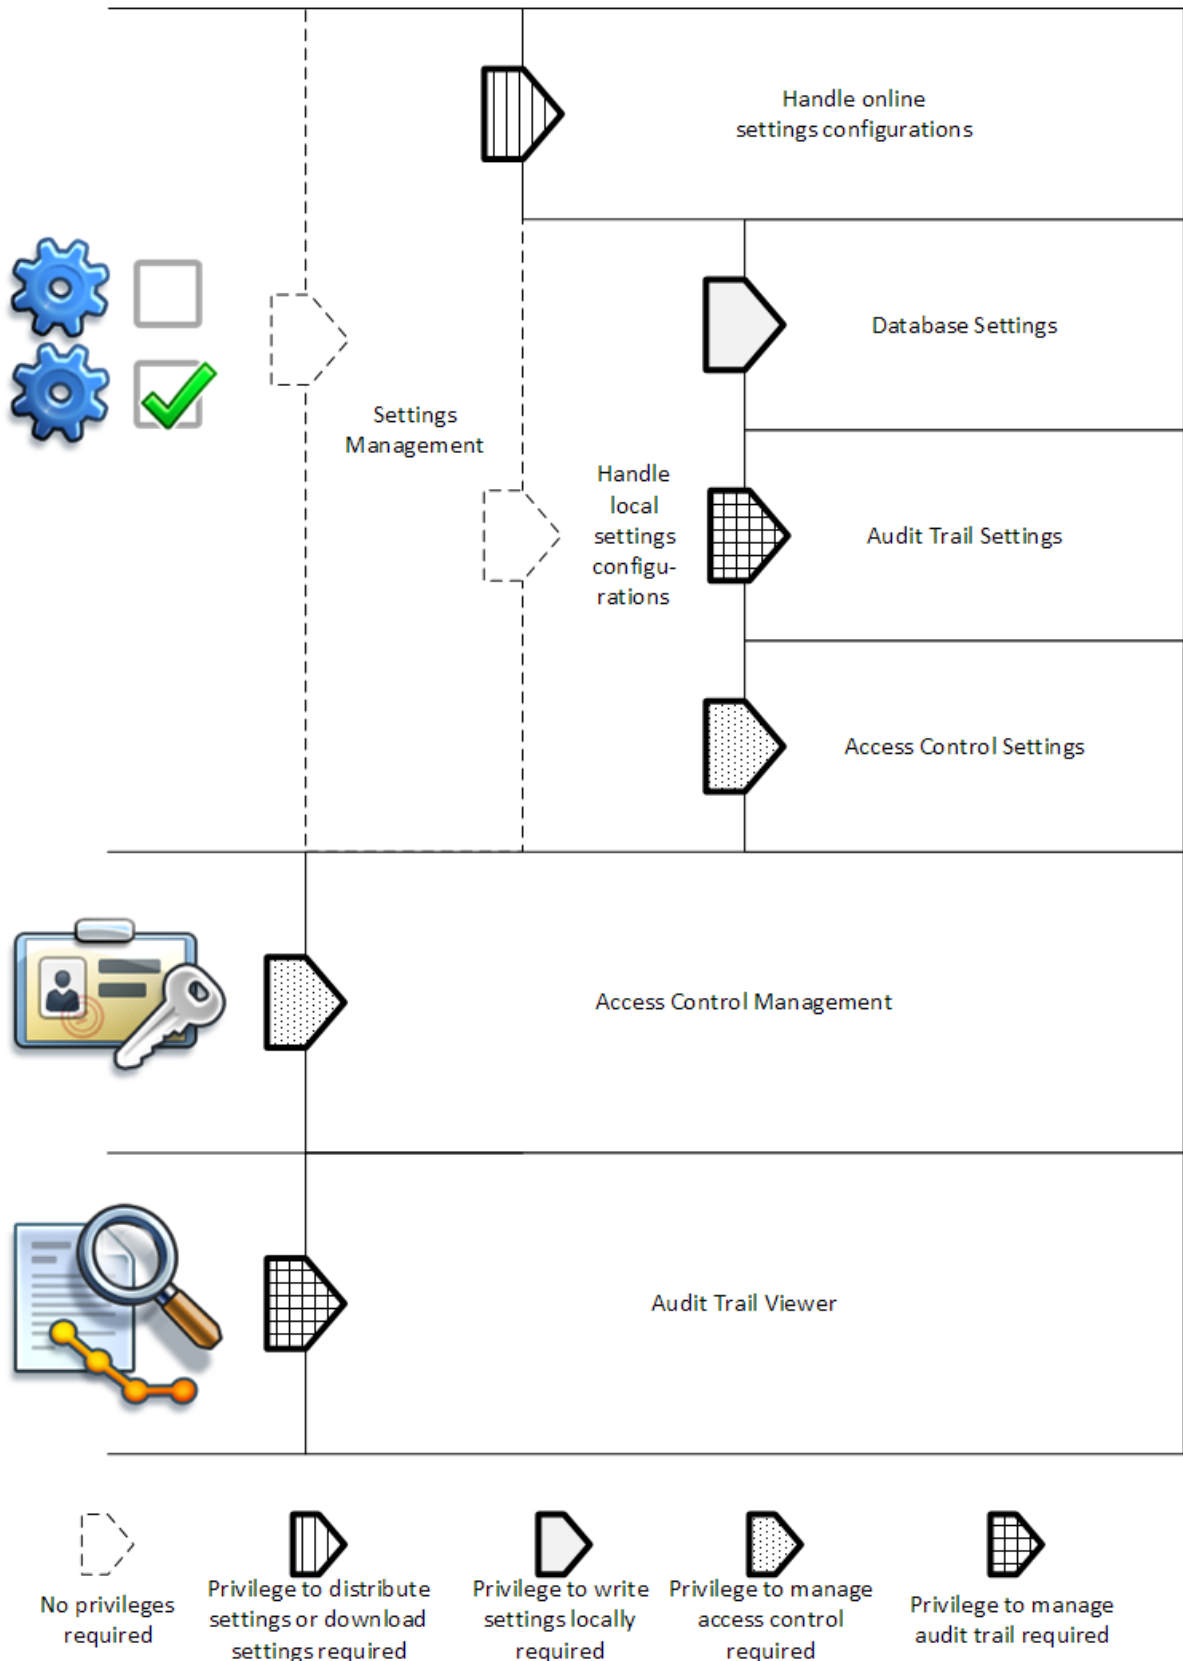 Handle online
settings configurations
Database Settings
Settings
Management
Handle
local
settings
configu-
rations
Audit Trail Settings
Access Control Settings
Access Control Management
Audit Trail Viewer
No privileges
required
Privilege to distribute
settings or download
settings required
Privilege to write
settings locally
required
Privilege to manage
access control
required
Privilege to manage
audit trail required